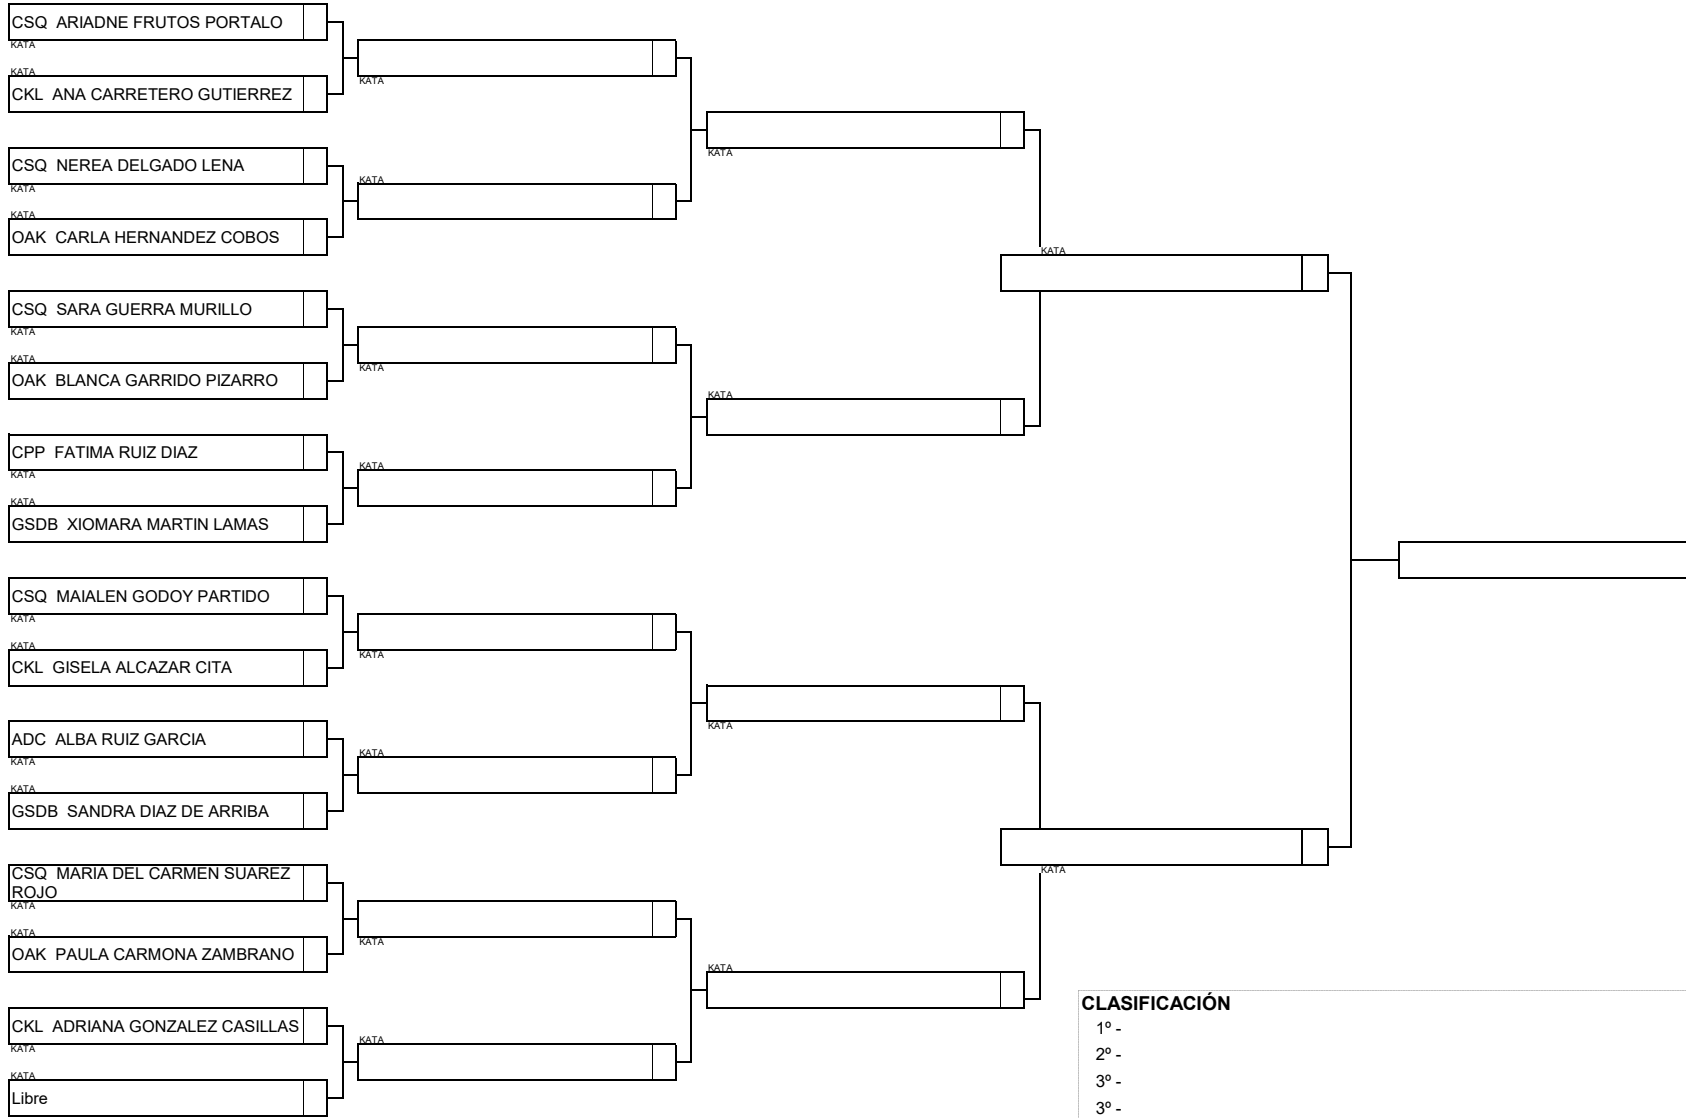 CSQ ARIADNE FRUTOS PORTALO
KATA
KATA
CKL ANA CARRETERO GUTIERREZ
CSQ NEREA DELGADO LENA
KATA
KATA
OAK CARLA HERNANDEZ COBOS
CSQ SARA GUERRA MURILLO
KATA
KATA
OAK BLANCA GARRIDO PIZARRO
CPP FATIMA RUIZ DIAZ
KATA
KATA
GSDB XIOMARA MARTIN LAMAS
CSQ MAIALEN GODOY PARTIDO
KATA
KATA
CKL GISELA ALCAZAR CITA
ADC ALBA RUIZ GARCIA
KATA
KATA
GSDB SANDRA DIAZ DE ARRIBA
CSQ MARIA DEL CARMEN SUAREZ
ROJO
KATA
KATA
OAK PAULA CARMONA ZAMBRANO
CKL ADRIANA GONZALEZ CASILLAS
KATA
KATA
Libre
KATA
KATA
KATA
KATA
KATA
KATA
KATA
KATA
KATA
KATA
KATA
KATA
KATA
KATA
CLASIFICACIÓN
1º -
2º -
3º -
3º -